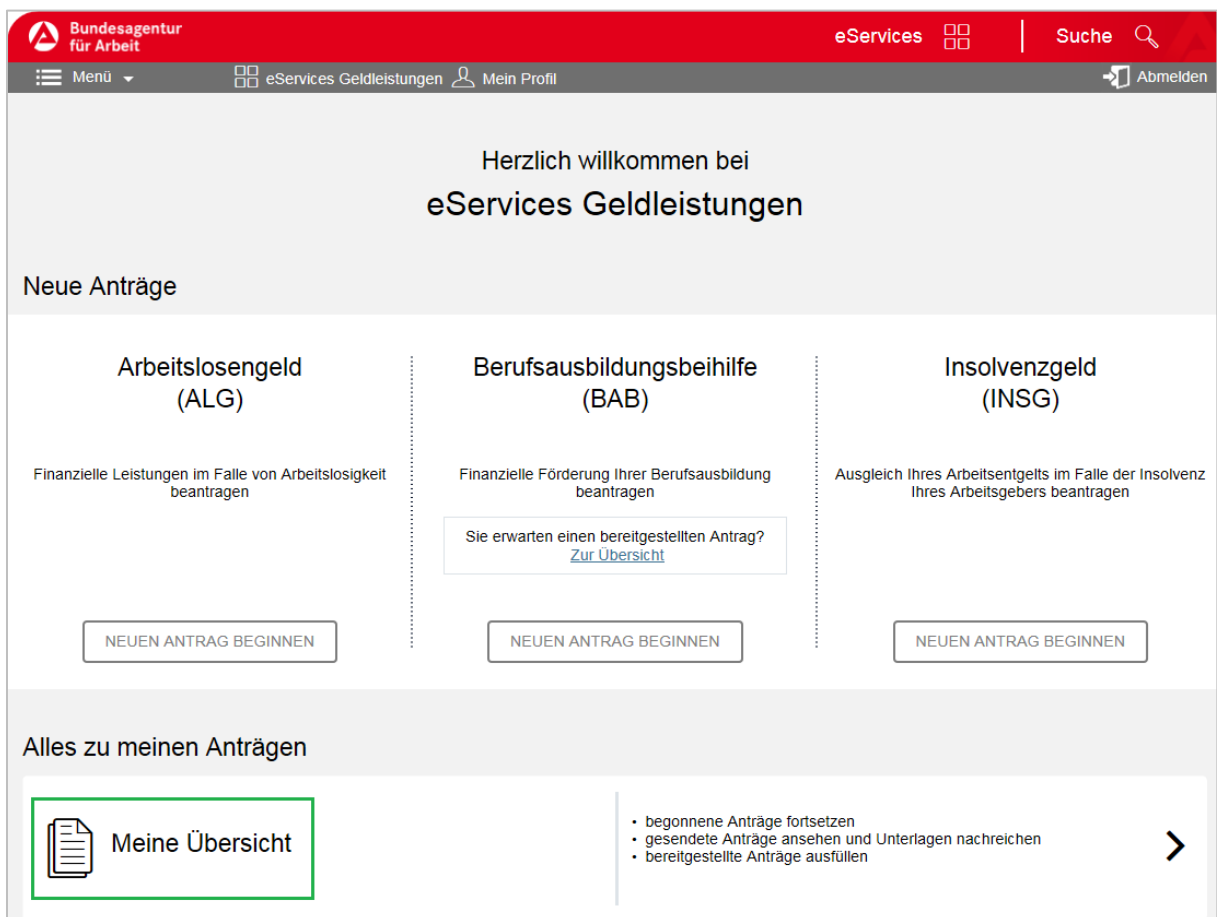 Bundesagentur
für Arbeit
eServices
Suche
Menü
eServices Geldleistungen
Mein Profil
Abmelden
Herzlich willkommen bei
eServices Geldleistungen
Neue Anträge
Arbeitslosengeld
(ALG)
Finanzielle Leistungen im Falle von Arbeitslosigkeit
beantragen
NEUEN ANTRAG BEGINNEN
Berufsausbildungsbeihilfe
(BAB)
Finanzielle Förderung Ihrer Berufsausbildung
beantragen
Sie erwarten einen bereitgestellten Antrag?
Zur Übersicht
NEUEN ANTRAG BEGINNEN
Insolvenzgeld
(INSG)
Ausgleich Ihres Arbeitsentgelts im Falle der Insolvenz
Ihres Arbeitsgebers beantragen
NEUEN ANTRAG BEGINNEN
Alles zu meinen Anträgen
Meine Übersicht
• begonnene Anträge fortsetzen
• gesendete Anträge ansehen und Unterlagen nachreichen
• bereitgestellte Anträge ausfüllen